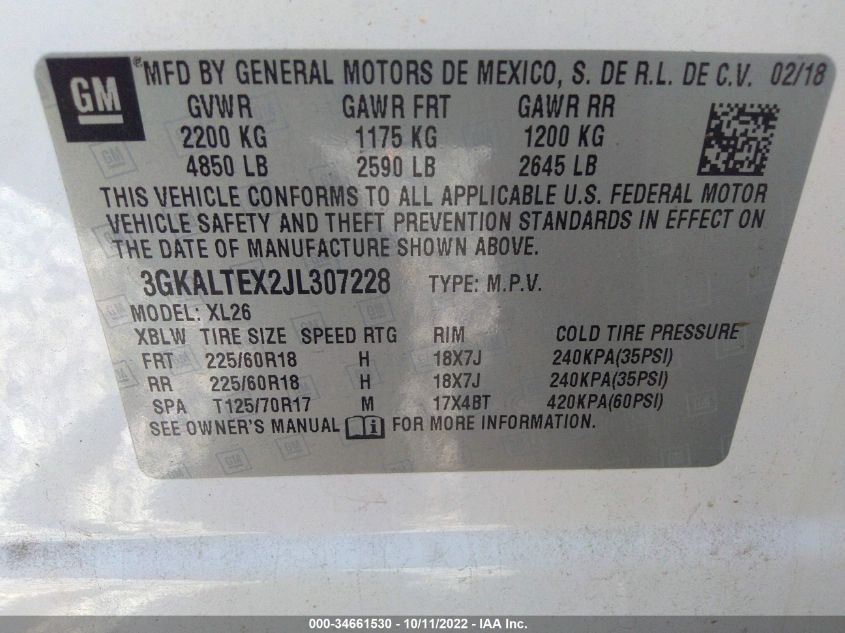 GM
® MFD BY GENERAL MOTORS DE MEXICO, S. DE R.L. DE C.V. 02/18
GVWR GAWR FRT GAWR RR
2200 KG 1175 KG 1200 KG
4850 LB 2590 LB 2645 LB
THIS VEHICLE CONFORMS TO ALL APPLICABLE U.S. FEDERAL MOTOR
VEHICLE SAFETY AND THEFT PREVENTION STANDARDS IN EFFECT ON
THE DATE OF MANUFACTURE SHOWN ABOVE.
3GKALTEX2JL307228 TYPE: M.P.V.
MODEL: XL26
XBLW TIRE SIZE SPEED RTG RIM COLD TIRE PRESSURE
FRT 225/60R18 H 18X7J 240KPA(35PSI)
RR 225/60R18 H 18X7J 240KPA(35PSI)
SPA T125/70R17 M 17X4BT 420KPA(60PSI)
SEE OWNER'S MANUAL i FOR MORE INFORMATION.
000-34661530 - 10/11/2022 - IAA Inc.